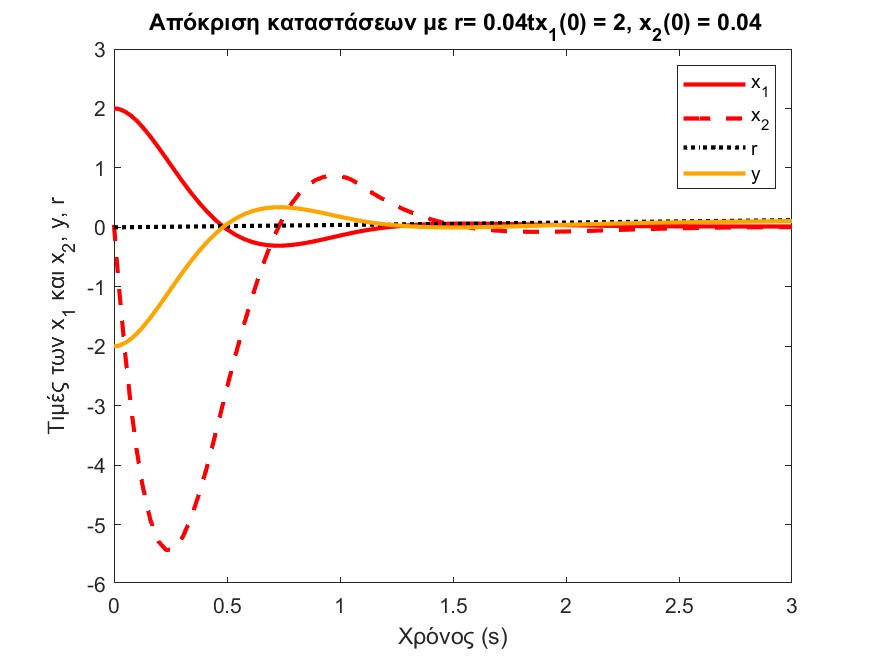 Απόκριση καταστάσεων με r= 0.04tx₁(0) = 2, x₂(0) = 0.04
3
2
1
0
-1
-2
-3
-4
-5
-6
Τιμές των x₁ και x₂, y, r
x₁
x₂
r
y
0
0.5
1
1.5
2
2.5
3
Χρόνος (s)